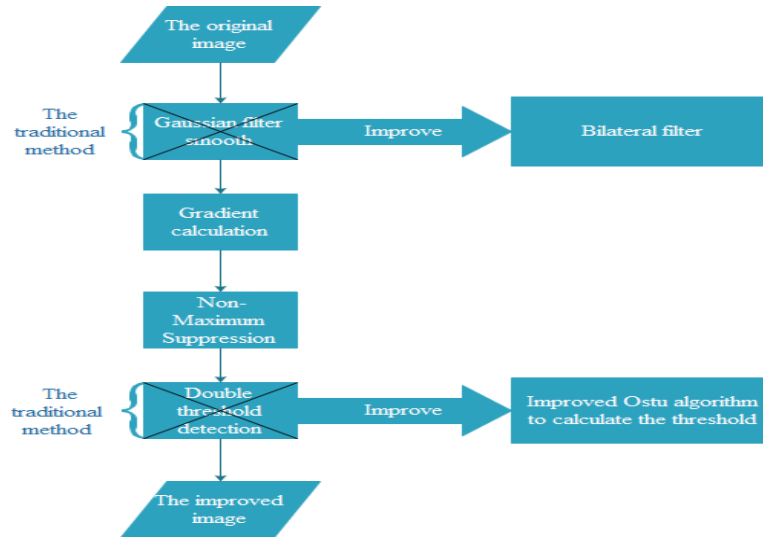 The original
image
The
traditional
method
Gaussian filter
smooth
Improve
Bilateral filter
Gradient
calculation
Non-
Maximum
Suppression
The
traditional
method
Double
threshold
detection
Improve
Improved Ostu algorithm
to calculate the threshold
The improved
image